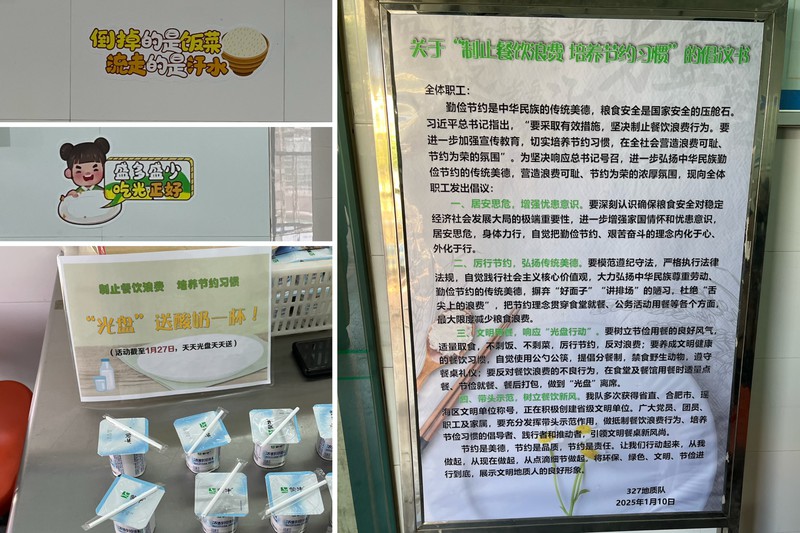 倒掉的是饭菜
流走的是汗水
盛多盛少
吃光正好
制止餐饮浪费 培养节约习惯
“光盘”送酸奶一杯！
（活动截至1月27日，天天光盘天天送）
关于“制止餐饮浪费 培养节约习惯”的倡议书
全体职工：
勤俭节约是中华民族的传统美德，粮食安全是国家安全的压舱石。
习近平总书记指出，“要采取有效措施，坚决制止餐饮浪费行为。要
进一步加强宣传教育，切实培养节约习惯，在全社会营造浪费可耻、
节约为荣的氛围”。为坚决响应总书记号召，进一步弘扬中华民族勤
俭节约的传统美德，营造浪费可耻、节约为荣的浓厚氛围，现向全体
职工发出倡议：
一、居安思危，增强忧患意识。要深刻认识确保粮食安全对稳定
经济社会发展大局的极端重要性，进一步增强家国情怀和忧患意识，
居安思危，身体力行，自觉把勤俭节约、艰苦奋斗的理念内化于心、
外化于行。
二、厉行节约，弘扬传统美德。要模范遵纪守法，严格执行法律
法规，自觉践行社会主义核心价值观，大力弘扬中华民族尊重劳动、
勤俭节约的传统美德，摒弃“好面子”“讲排场”的陋习，杜绝“舌
尖上的浪费”，把节约理念贯穿食堂就餐、公务活动用餐等各个方面，
最大限度减少粮食浪费。
三、文明用餐，响应“光盘行动”。要树立节俭用餐的良好风气，
适量取食，不剩饭、不剩菜，厉行节约，反对浪费；要养成文明健康
的餐饮习惯，自觉使用公勺公筷，提倡分餐制，禁食野生动物，遵守
餐桌礼仪；要反对餐饮浪费的不良行为，在食堂及餐馆用餐时适量点
餐、节俭就餐、餐后打包，做到“光盘”离席。
四、带头示范，树立餐饮新风。我队多次获得省直、合肥市、瑶
海区文明单位称号，正在积极创建省级文明单位。广大党员、团员、
职工及家属，要充分发挥带头示范作用，做抵制餐饮浪费行为、培养
节俭习惯的倡导者、践行者和推动者，引领文明餐桌新风尚。
节约是美德，节约是品质，节约是责任，让我们行动起来，从我
做起，从现在做起，从点滴细节做起，将环保、绿色、文明、节俭进
行到底，展示文明地质人的良好形象。
327地质队
2025年1月10日